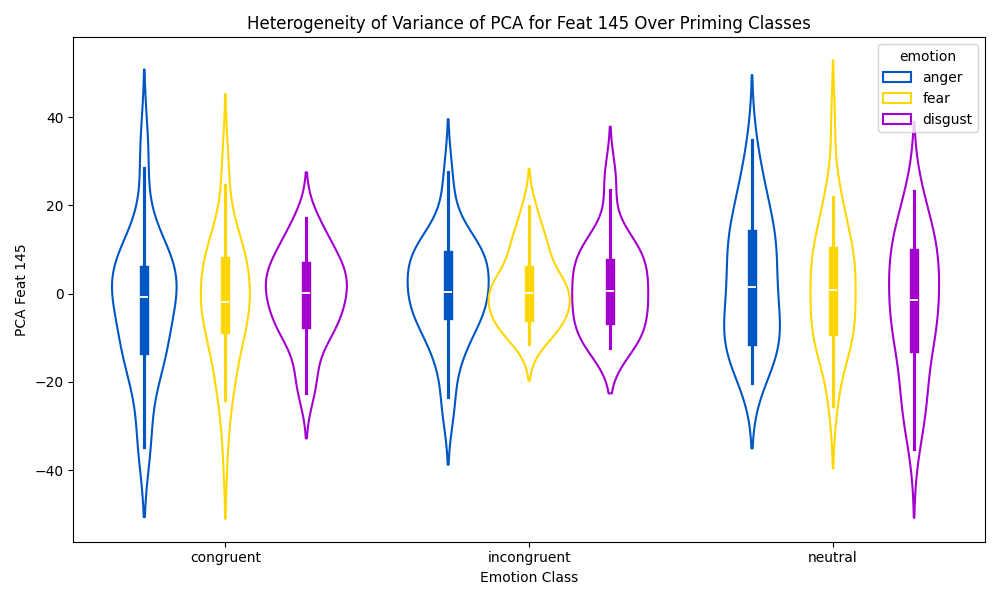 Heterogeneity of Variance of PCA for Feat 145 Over Priming Classes
emotion
anger
fear
disgust
PCA Feat 145
40
20
0
−20
−40
congruent
incongruent
neutral
Emotion Class